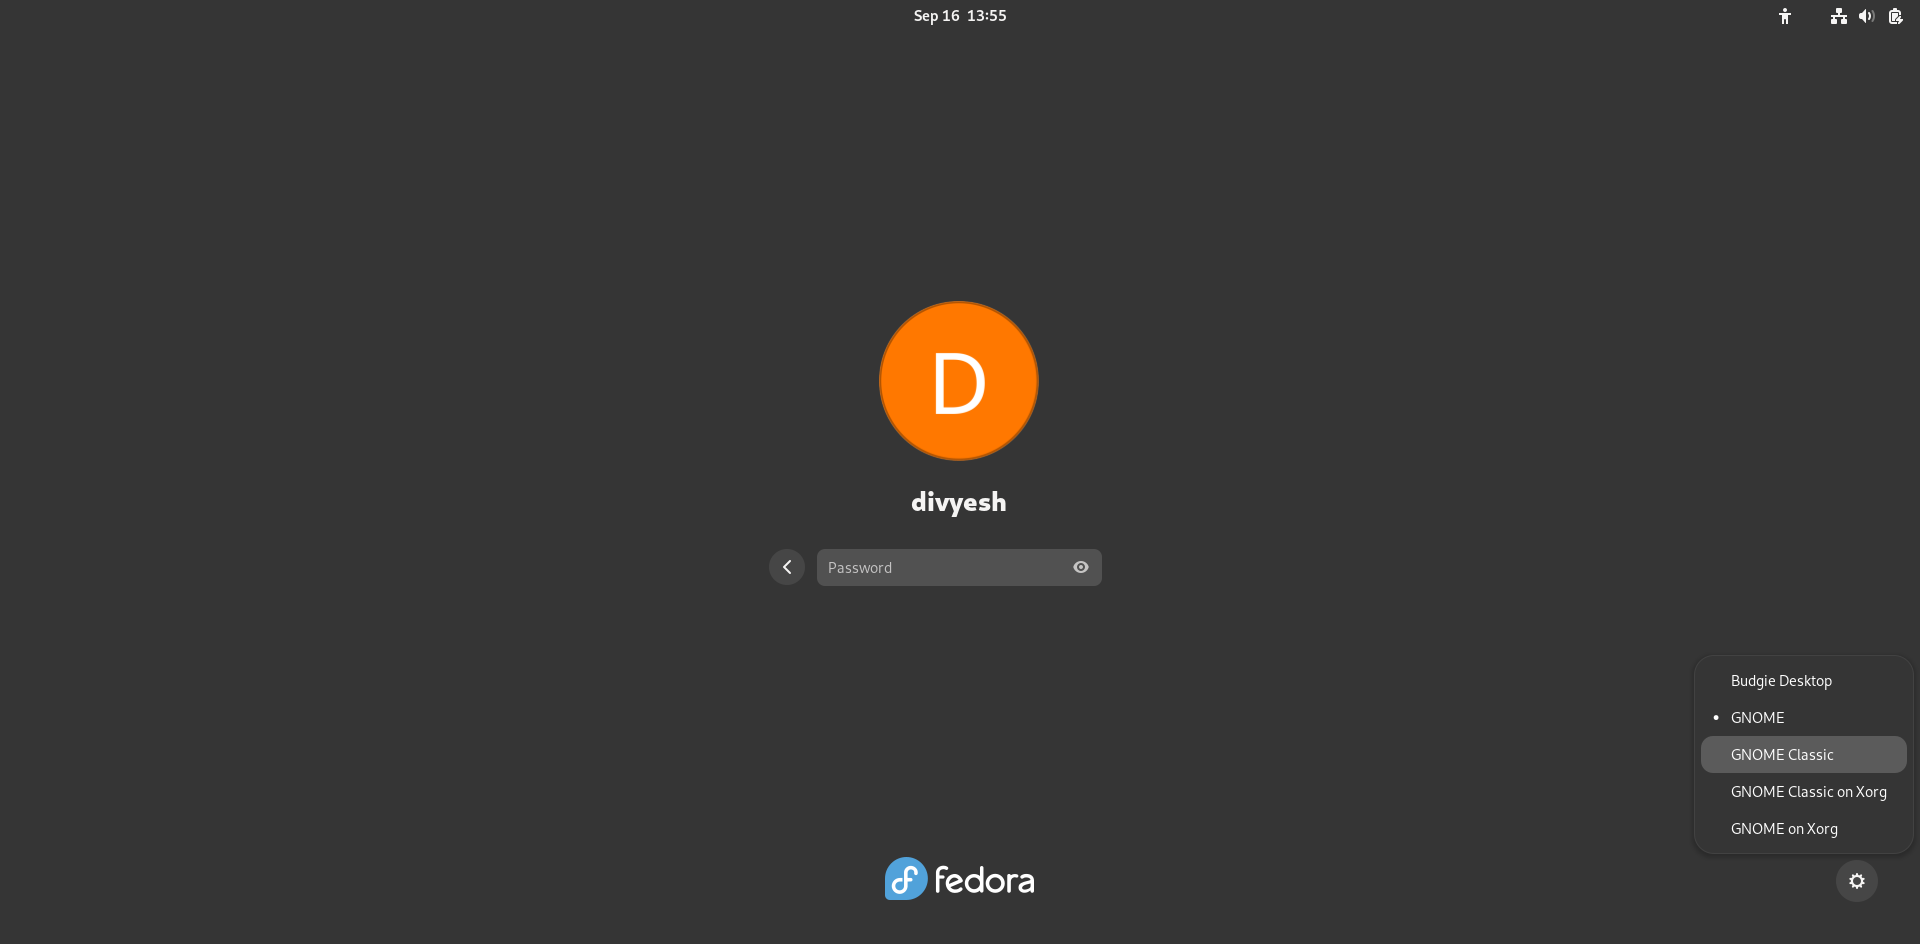 Sep 16 13:55
D
divyesh
Password
Budgie Desktop
GNOME
GNOME Classic
GNOME Classic on Xorg
GNOME on Xorg
fedora